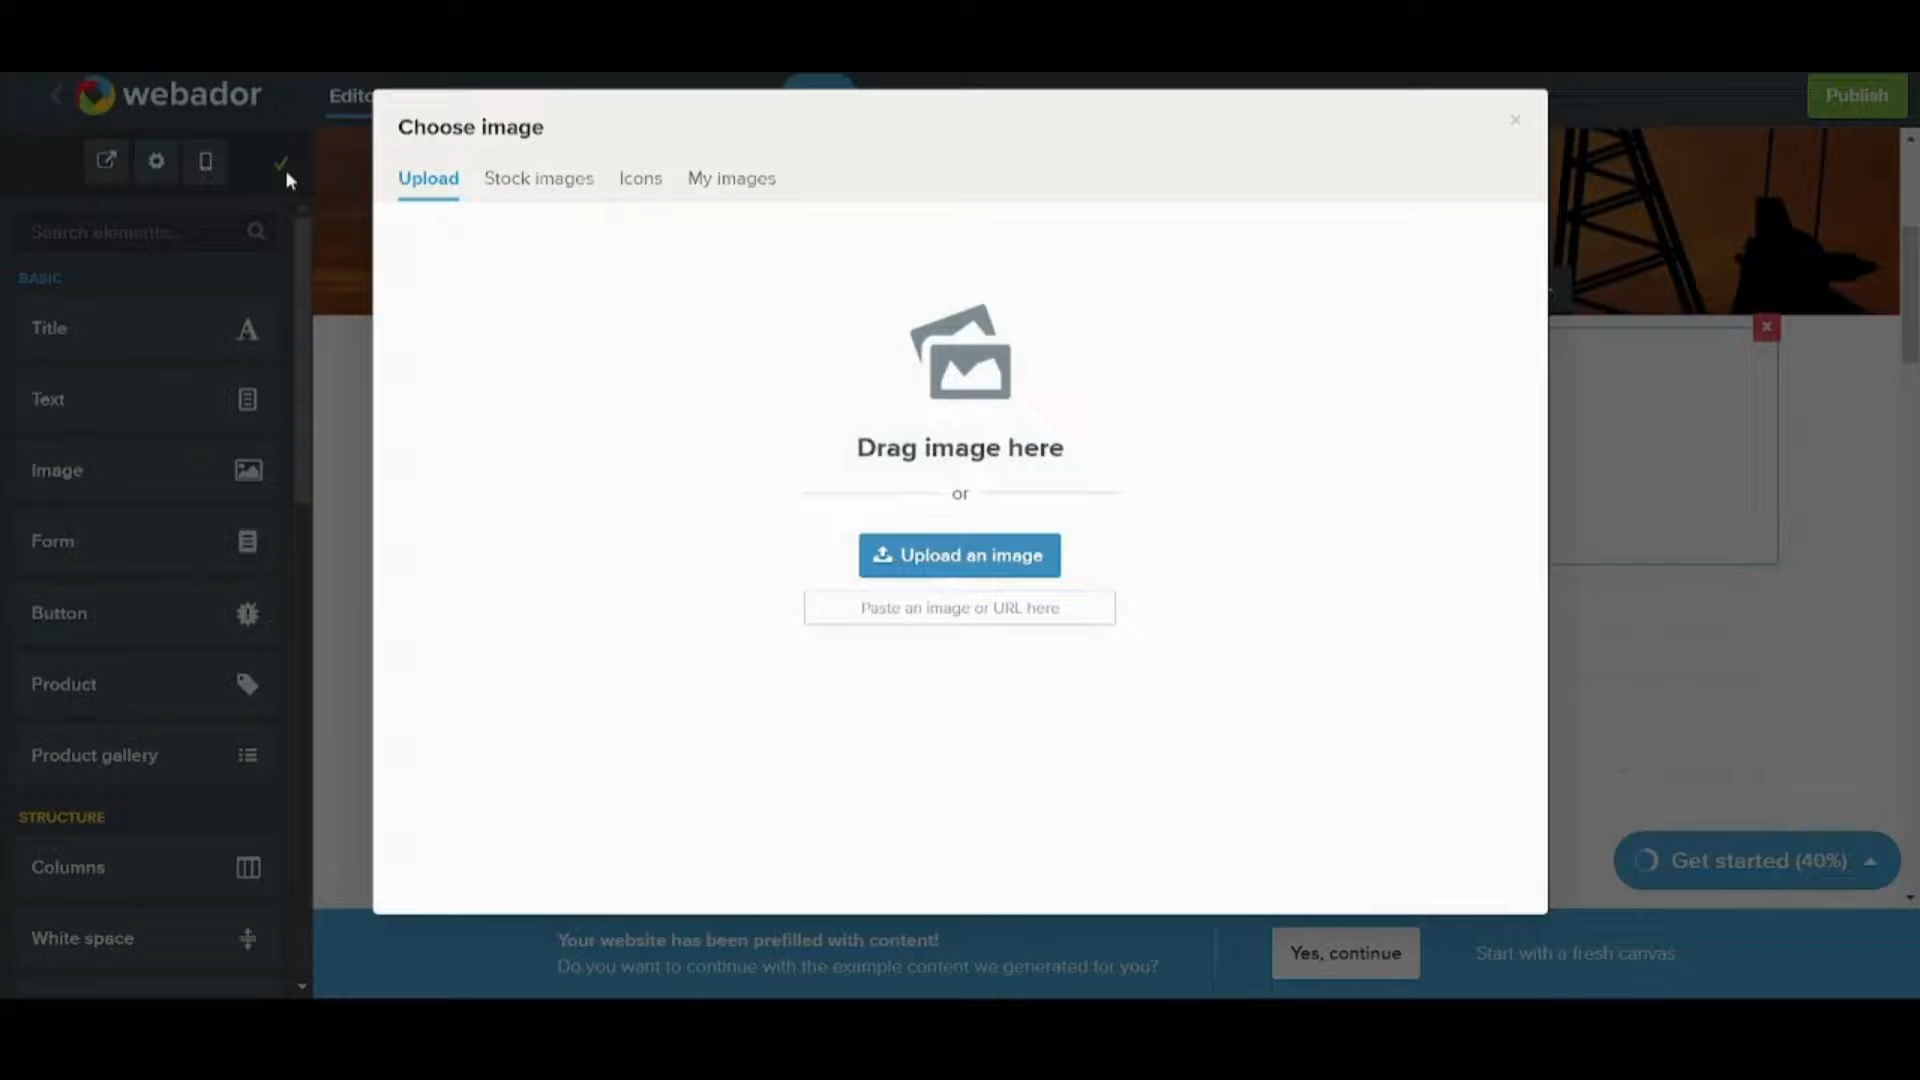 webador
Edito
Publish
Choose image
Upload
Stock images
Icons
My images
Search elements...
BASIC
Title
Text
Image
Form
Button
Product
Product gallery
STRUCTURE
Columns
White space
Drag image here
or
Upload an image
Paste an image or URL here
Get started (40%)
Your website has been prefilled with content!
Do you want to continue with the example content we generated for you?
Yes, continue
Start with a fresh canvas